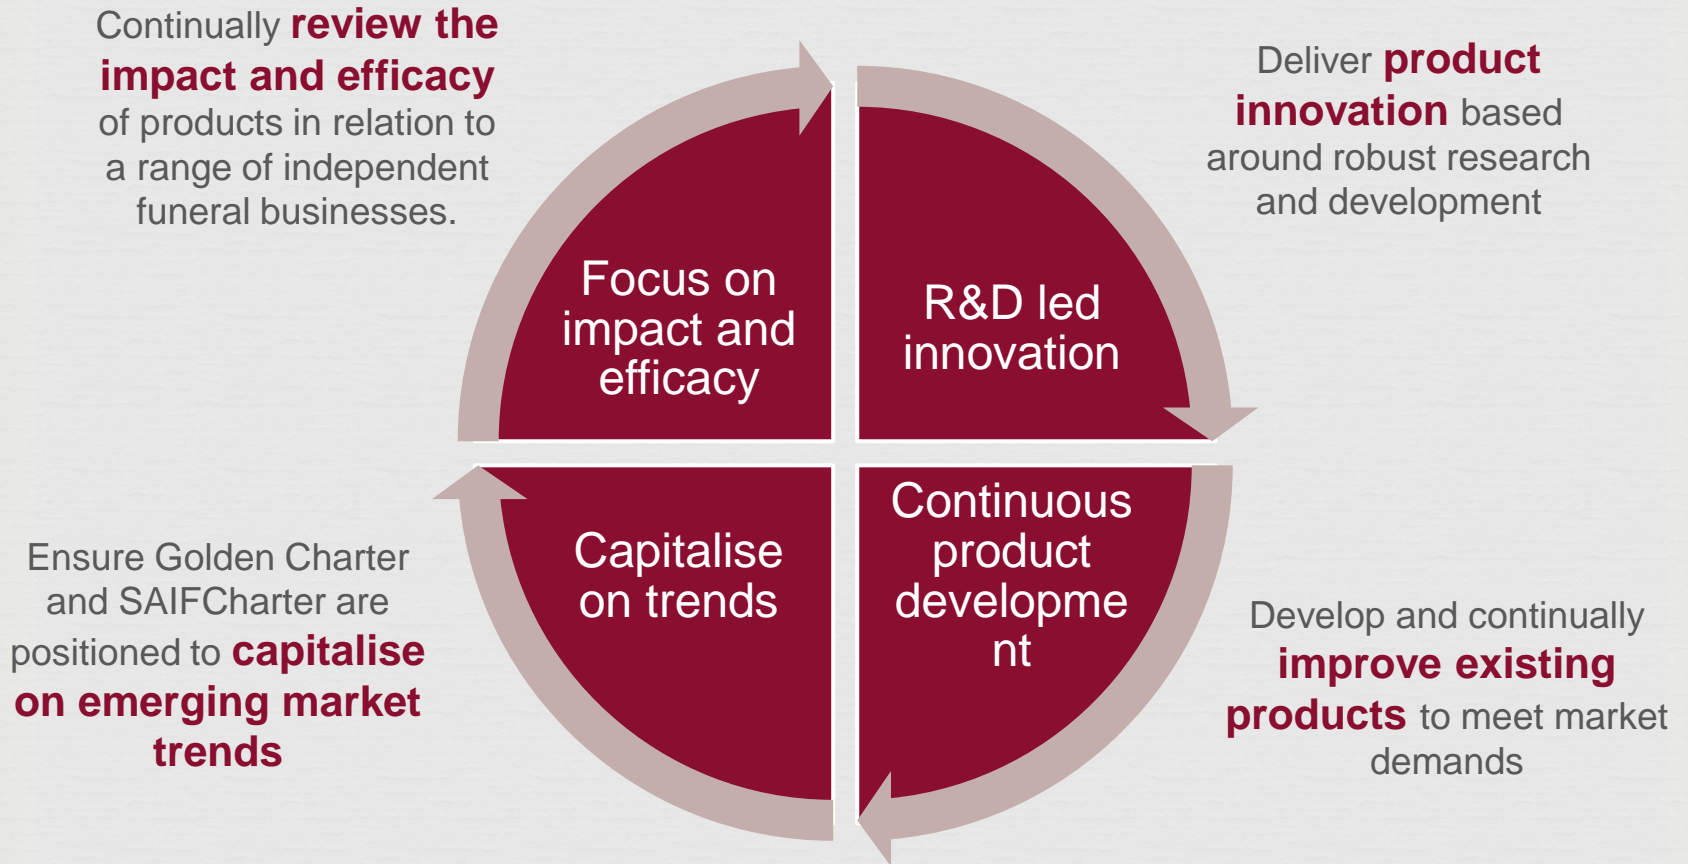 Continually review the
impact and efficacy
of products in relation to
a range of independent
funeral businesses.
Deliver product
innovation based
around robust research
and development
Focus on
impact and
efficacy
R&D led
innovation
Capitalise
on trends
Continuous
product
developme
nt
Ensure Golden Charter
and SAIFCharter are
positioned to capitalise
on emerging market
trends
Develop and continually
improve existing
products to meet market
demands